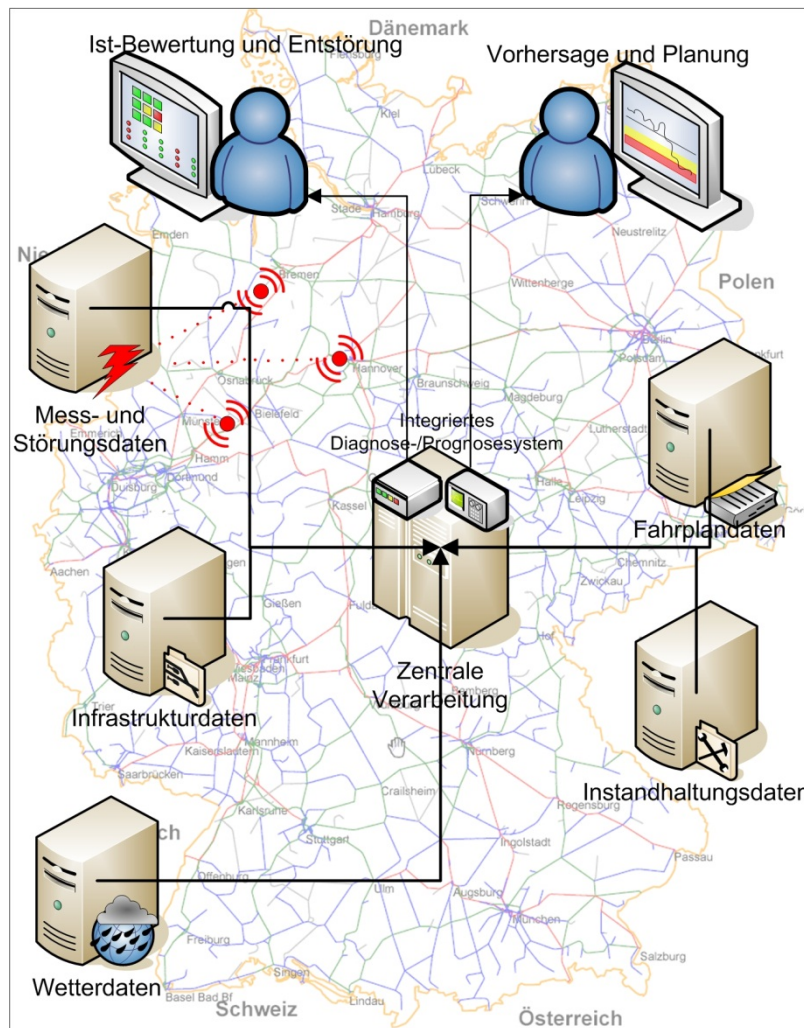 Dänemark
Ist-Bewertung und Entstörung
Vorhersage und Planung
Flensburg
Kiel
Lübeck
Stade
Hamburg
Schwerin
Neustrelitz
Emden
Bremen
Wittenberge
Polen
Berlin
Potsdam
Hannover
Osnabrück
Braunschweig
Magdeburg
Mess- und
Störungsdaten
Bielefeld
Emmerich
Hamm
Integriertes
Diagnose-/Prognosesystem
Lutherstadt
Dortmund
Duisburg
Kassel
Halle
Leipzig
Fahrplandaten
Aachen
Chemnitz
Zwickau
Gießen
Hof
Mainz
Zentrale
Verarbeitung
Trier
Infrastrukturdaten
Bamberg
Kaiserslautern
Mannheim
Nürnberg
Saarbrücken
Instandhaltungsdaten
Crailsheim
Karlsruhe
Regensburg
Stuttgart
Ingolstadt
Passau
Offenburg
Ulm
Augsburg
München
Freiburg
Salzburg
Wetterdaten
Singen
Basel Bad Bf
Lindau
Schweiz
Österreich